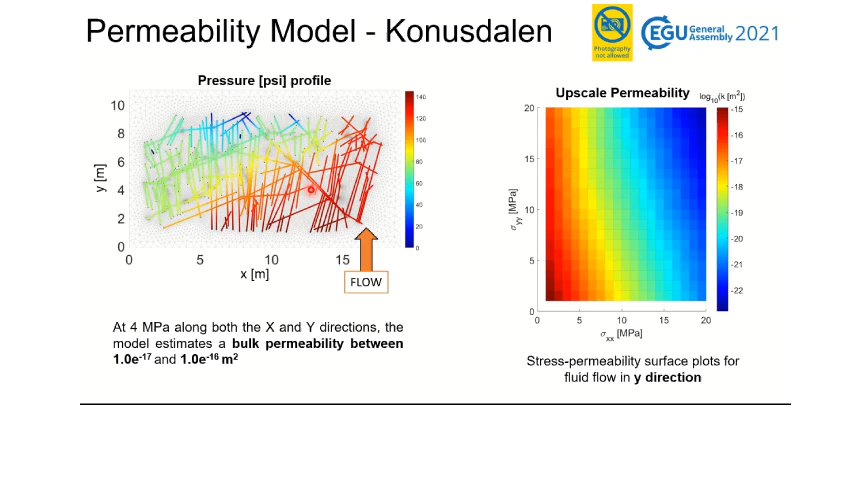 Permeability Model - Konusdalen
Photography
not allowed
EGU General Assembly 2021
Pressure [psi] profile
10
8
6
4
2
0
y [m]
0 5 10 15
x [m]
140
120
100
80
60
40
20
0
FLOW
At 4 MPa along both the X and Y directions, the
model estimates a bulk permeability between
1.0e-17 and 1.0e-16 m2
Upscale Permeability
log10(k [m2])
20
15
10
5
0
σyy [MPa]
0 5 10 15 20
σxx [MPa]
-15
-16
-17
-18
-19
-20
-21
-22
Stress-permeability surface plots for
fluid flow in y direction